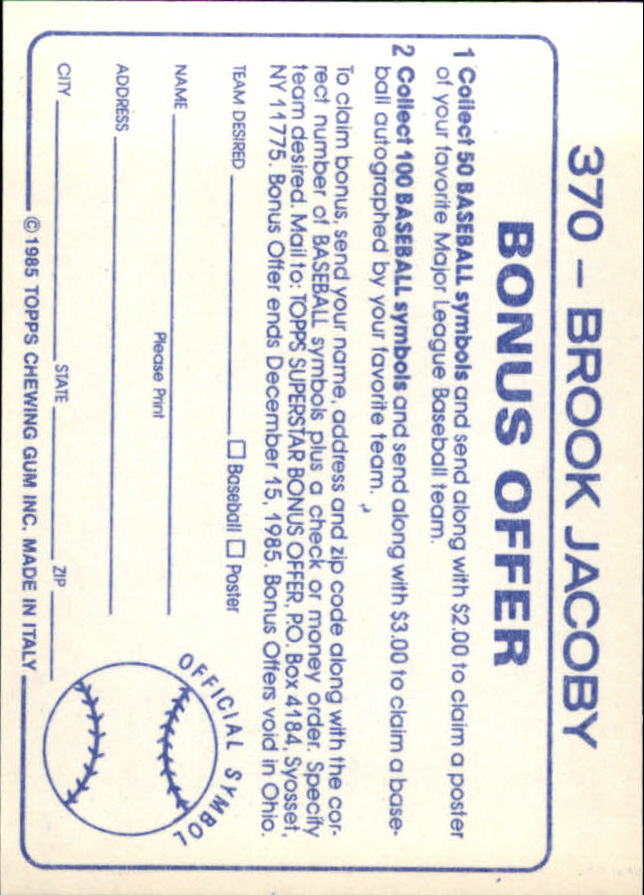 370 – BROOK JACOBY
BONUS OFFER
1 Collect 50 BASEBALL symbols and send along with $2.00 to claim a poster
of your favorite Major League Baseball team.
2 Collect 100 BASEBALL symbols and send along with $3.00 to claim a base-
ball autographed by your favorite team.
To claim bonus, send your name, address and zip code along with the cor-
rect number of BASEBALL symbols plus a check or money order. Specify
team desired. Mail to: TOPPS SUPERSTAR BONUS OFFER, P.O. Box 4184, Syosset,
NY 11775. Bonus Offer ends December 15, 1985. Bonus Offers void in Ohio.
TEAM DESIRED Baseball Poster
NAME
Please Print
ADDRESS
CITY STATE ZIP
OFFICIAL SYMBOL
© 1985 TOPPS CHEWING GUM INC. MADE IN ITALY